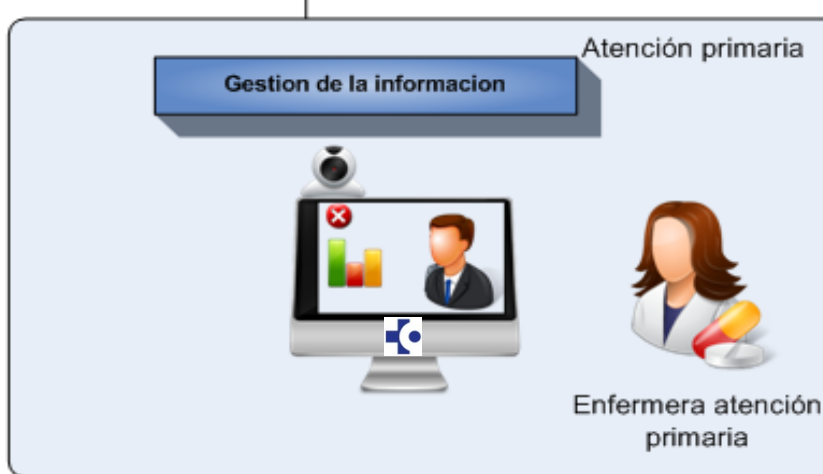 Atención primaria
Gestion de la informacion
Enfermera atención
primaria